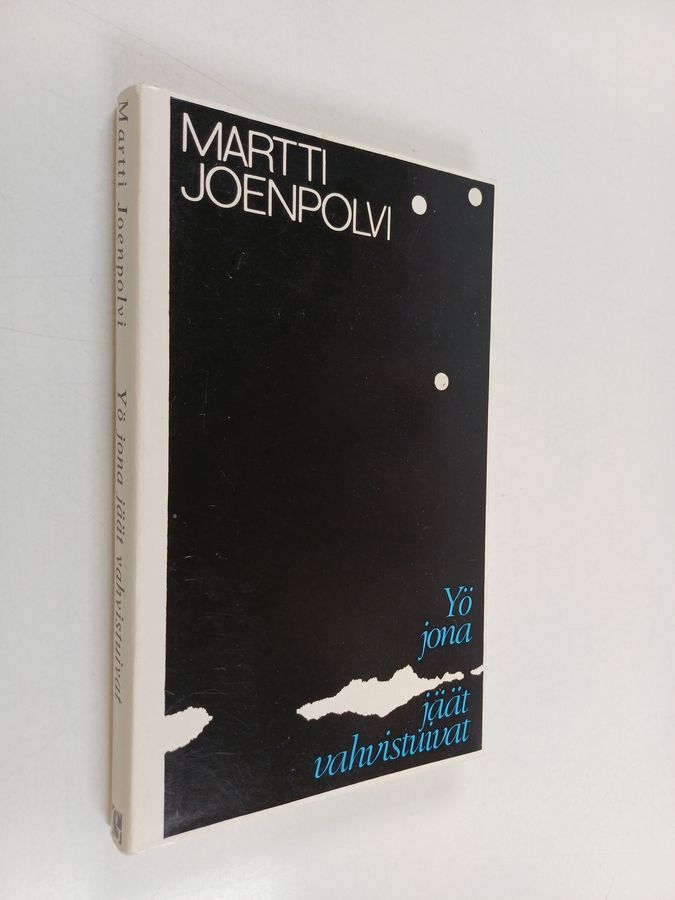 MARTTI
JOENPOLVI
Yö
jona
jäät
vahvistuivat
Martti Joenpolvi Yö jona jäät vahvistuivat